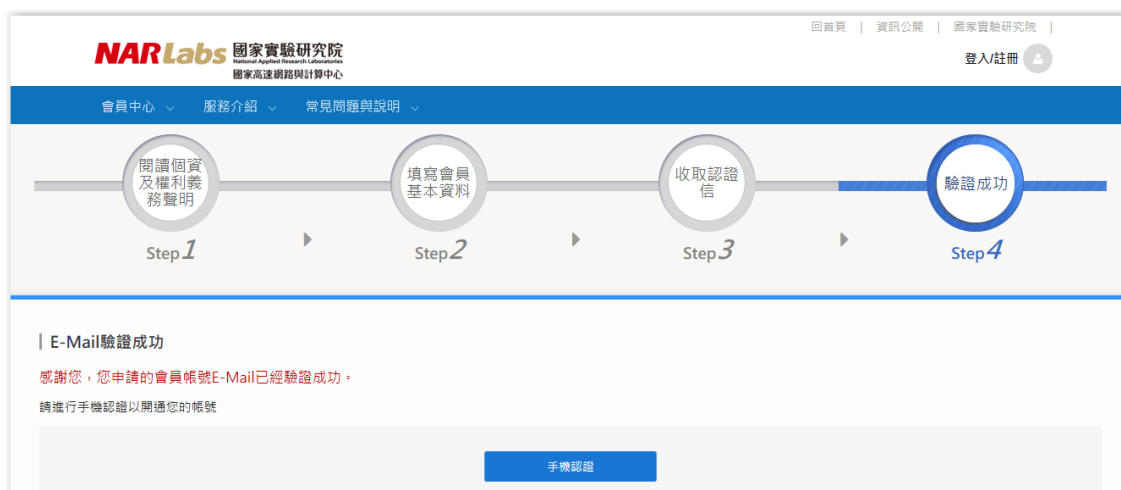 回首頁 | 資訊公開 | 國家實驗研究院 |
NARLabs 國家實驗研究院
National Applied Research Laboratories
國家高速網路與計算中心
登入/註冊
會員中心 服務介紹 常見問題與說明
閱讀個資
及權利義
務聲明
填寫會員
基本資料
收取認證
信
驗證成功
Step1 Step2 Step3 Step4
E-Mail驗證成功
感謝您，您申請的會員帳號E-Mail已經驗證成功。
請進行手機認證以開通您的帳號
手機認證